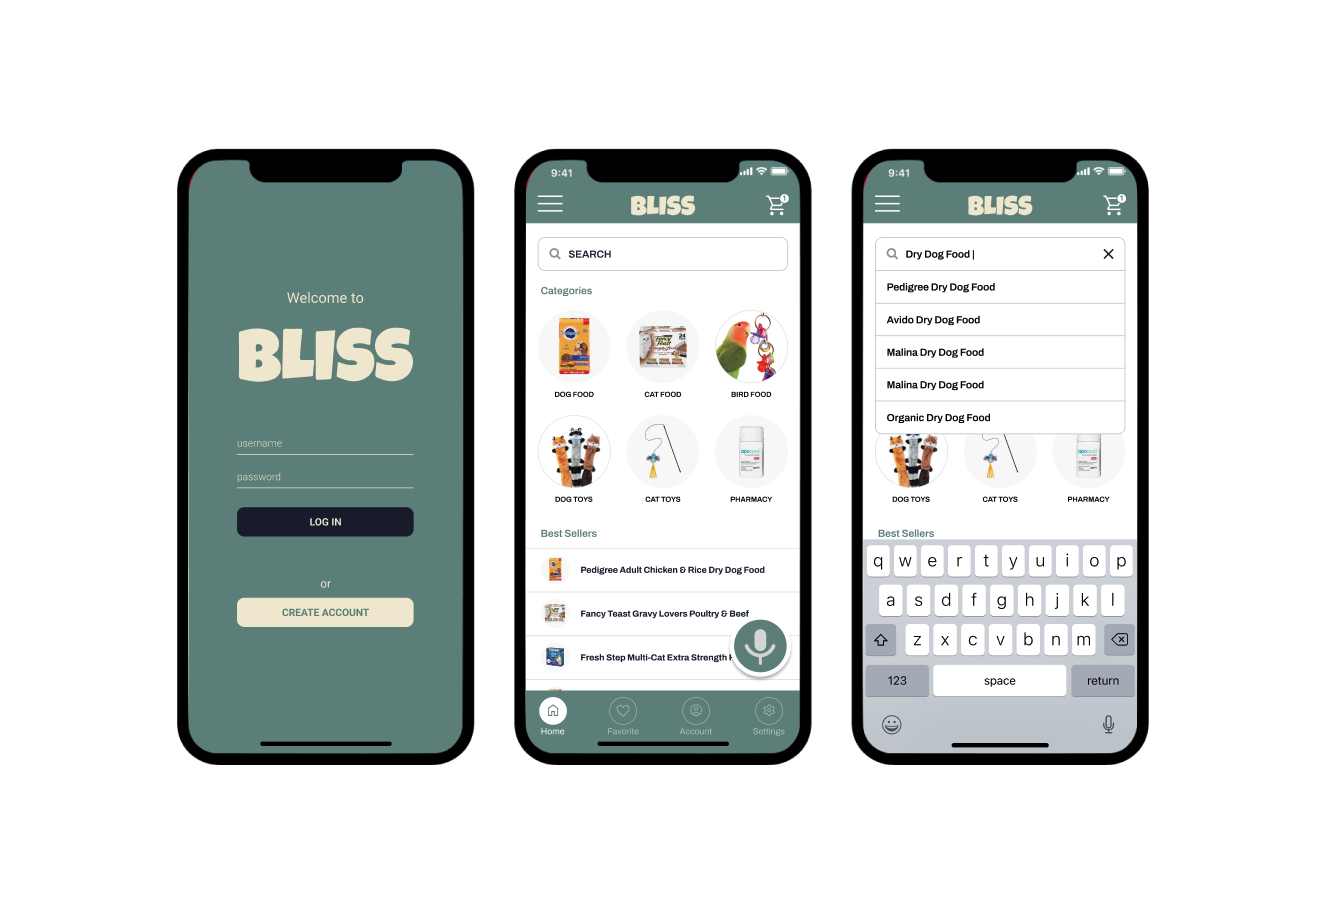 Welcome to
BLISS
username
password
LOG IN
or
CREATE ACCOUNT
9:41
BLISS
1
SEARCH
Categories
DOG FOOD
CAT FOOD
BIRD FOOD
DOG TOYS
CAT TOYS
PHARMACY
Best Sellers
Pedigree Adult Chicken & Rice Dry Dog Food
Fancy Teast Gravy Lovers Poultry & Beef
Fresh Step Multi-Cat Extra Strength
Home
Favorite
Account
Settings
9:41
BLISS
1
Dry Dog Food |
Pedigree Dry Dog Food
Avido Dry Dog Food
Malina Dry Dog Food
Malina Dry Dog Food
Organic Dry Dog Food
DOG TOYS
CAT TOYS
PHARMACY
Best Sellers
q w e r t y u i o p
a s d f g h j k l
z x c v b n m
123
space
return